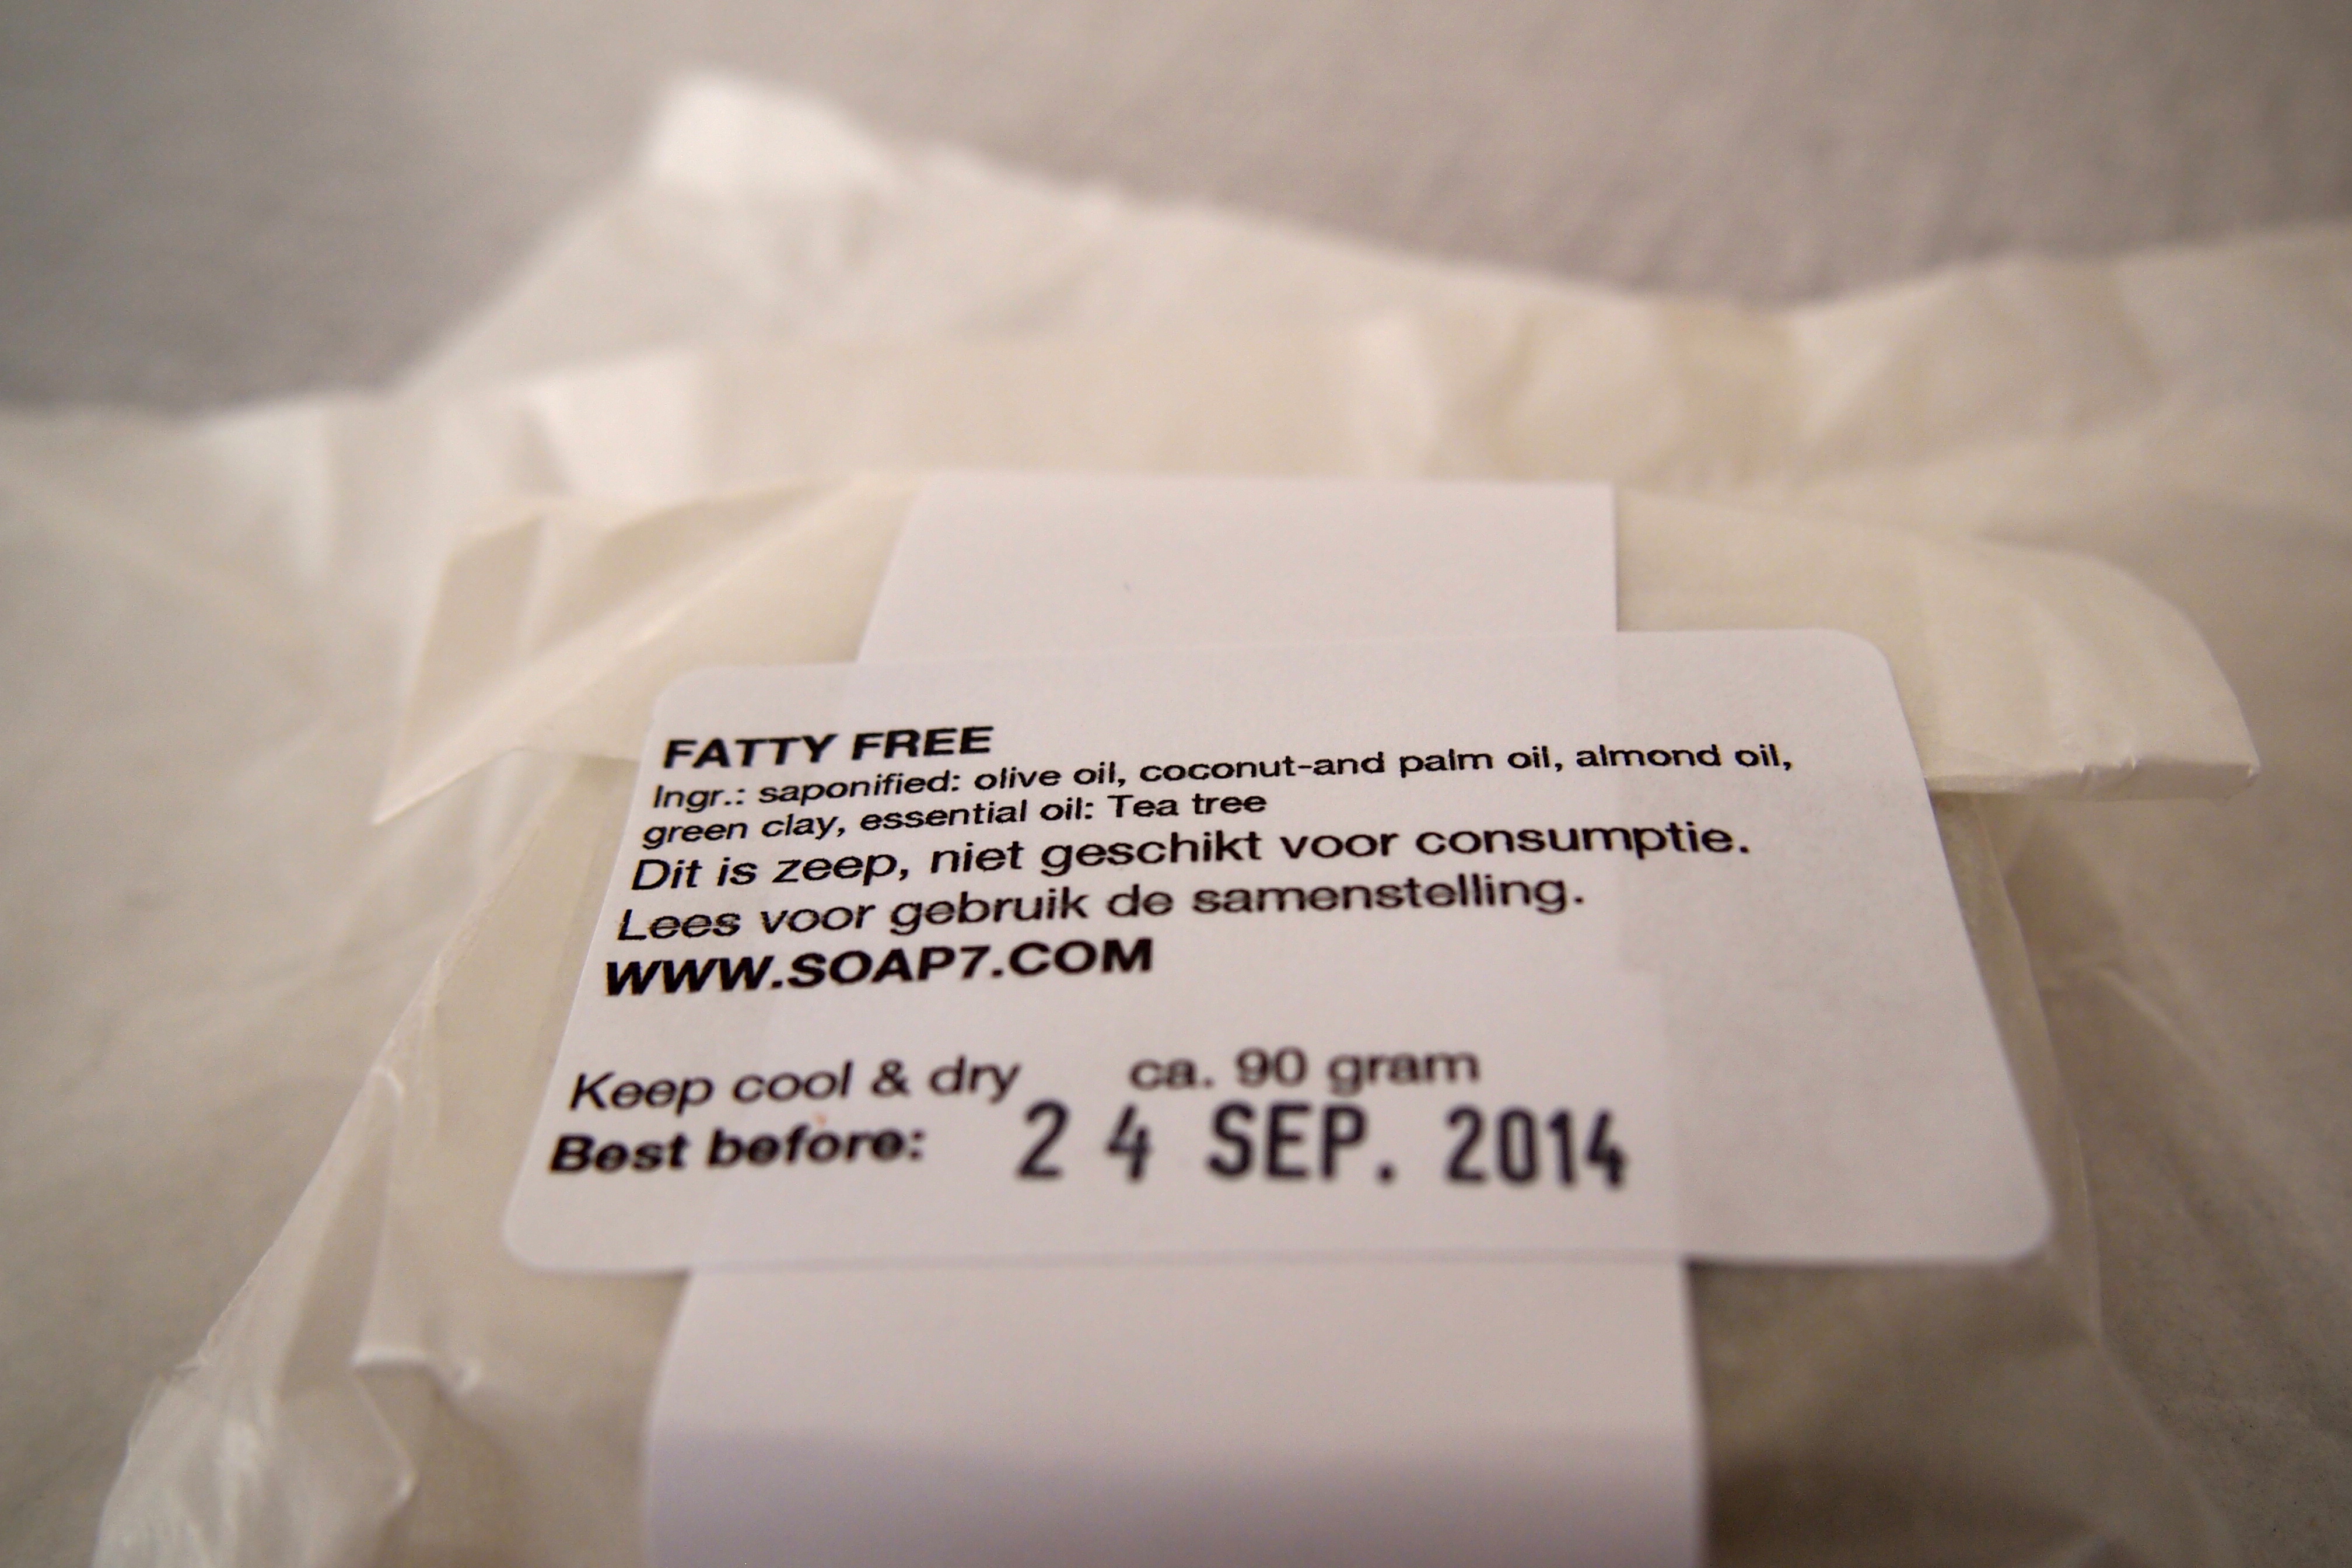 FATTY FREE
Ingr.: saponified: olive oil, coconut-and palm oil, almond oil,
green clay, essential oil: Tea tree
Dit is zeep, niet geschikt voor consumptie.
Lees voor gebruik de samenstelling.
WWW.SOAP7.COM
Keep cool & dry ca. 90 gram
Best before: 24 SEP. 2014